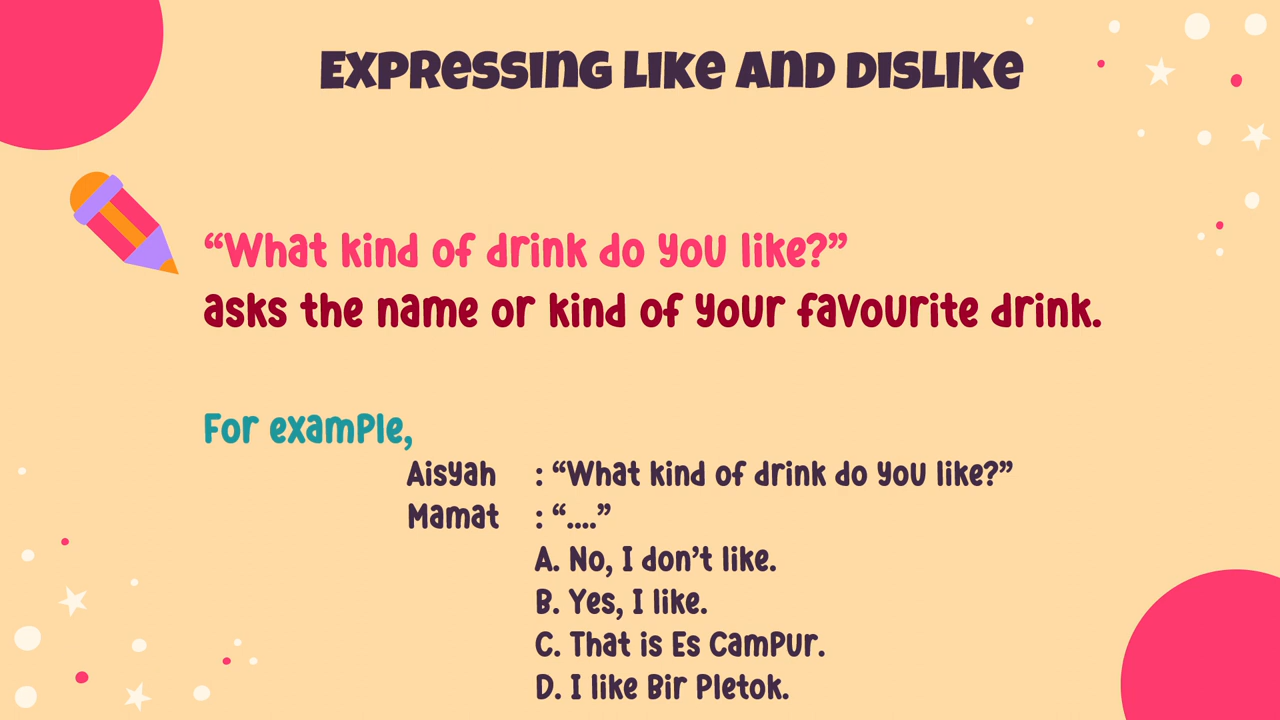 Expressing Like and Dislike
“What kind of drink do you like?”
asks the name or kind of your favourite drink.
For example,
Aisyah : “What kind of drink do you like?”
Mamat : “....”
A. No, I don’t like.
B. Yes, I like.
C. That is Es Campur.
D. I like Bir Pletok.